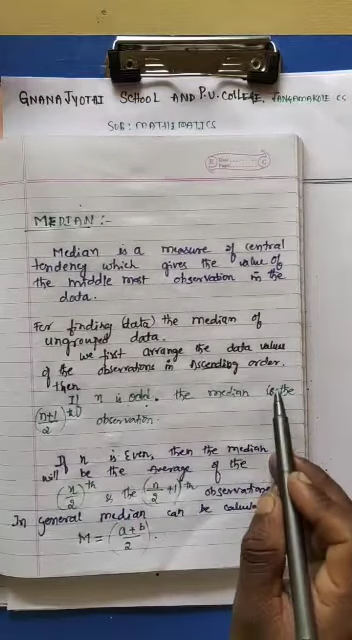 GNANAJYOTHI SCHOOL AND P.U. COLLEGE, JANGAMAKOTE CC
SUB: MATHEMATICS
MEDIAN :-
Median is a measure of central
tendency which gives the value of
the middle most observation in the
data.
For finding (data) the median of
ungrouped data.
we first arrange the data value
of the observations in Ascending order.
then
If n is odd. the median is the
(n+1/2)th observation.
If n is Even, then the median
will be the Average of the
(n/2)th & the (n/2 + 1)th observations
In general median can be
M = (a+b/2).